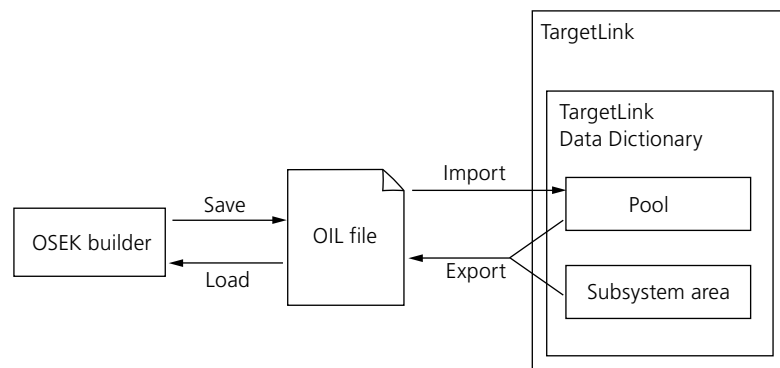 TargetLink
TargetLink
Data Dictionary
Import
Pool
Save
OIL file
OSEK builder
Load
Export
Subsystem area